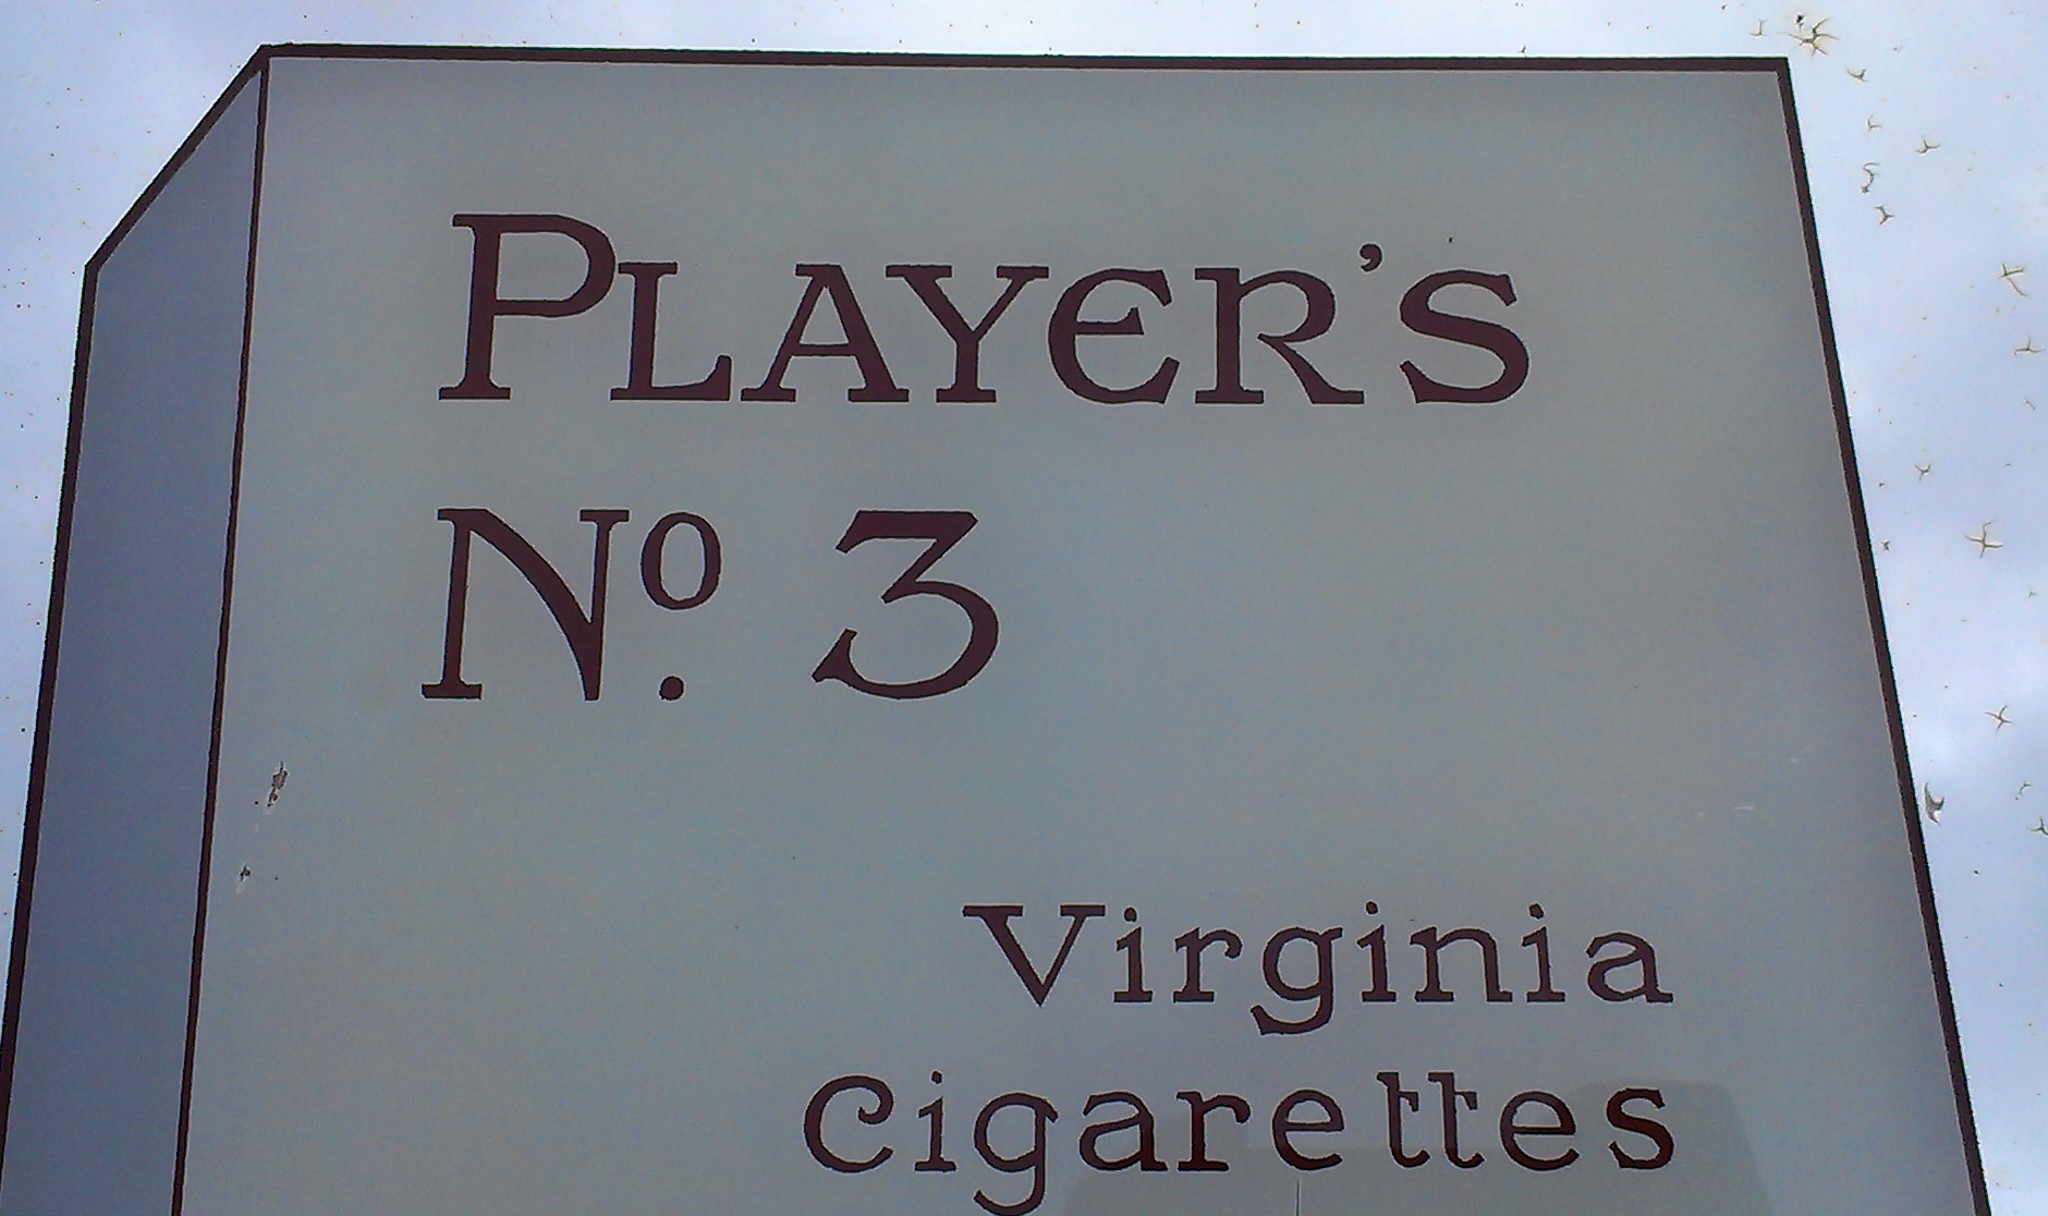 PLAYER'S
Nº. 3
Virginia
Cigarettes